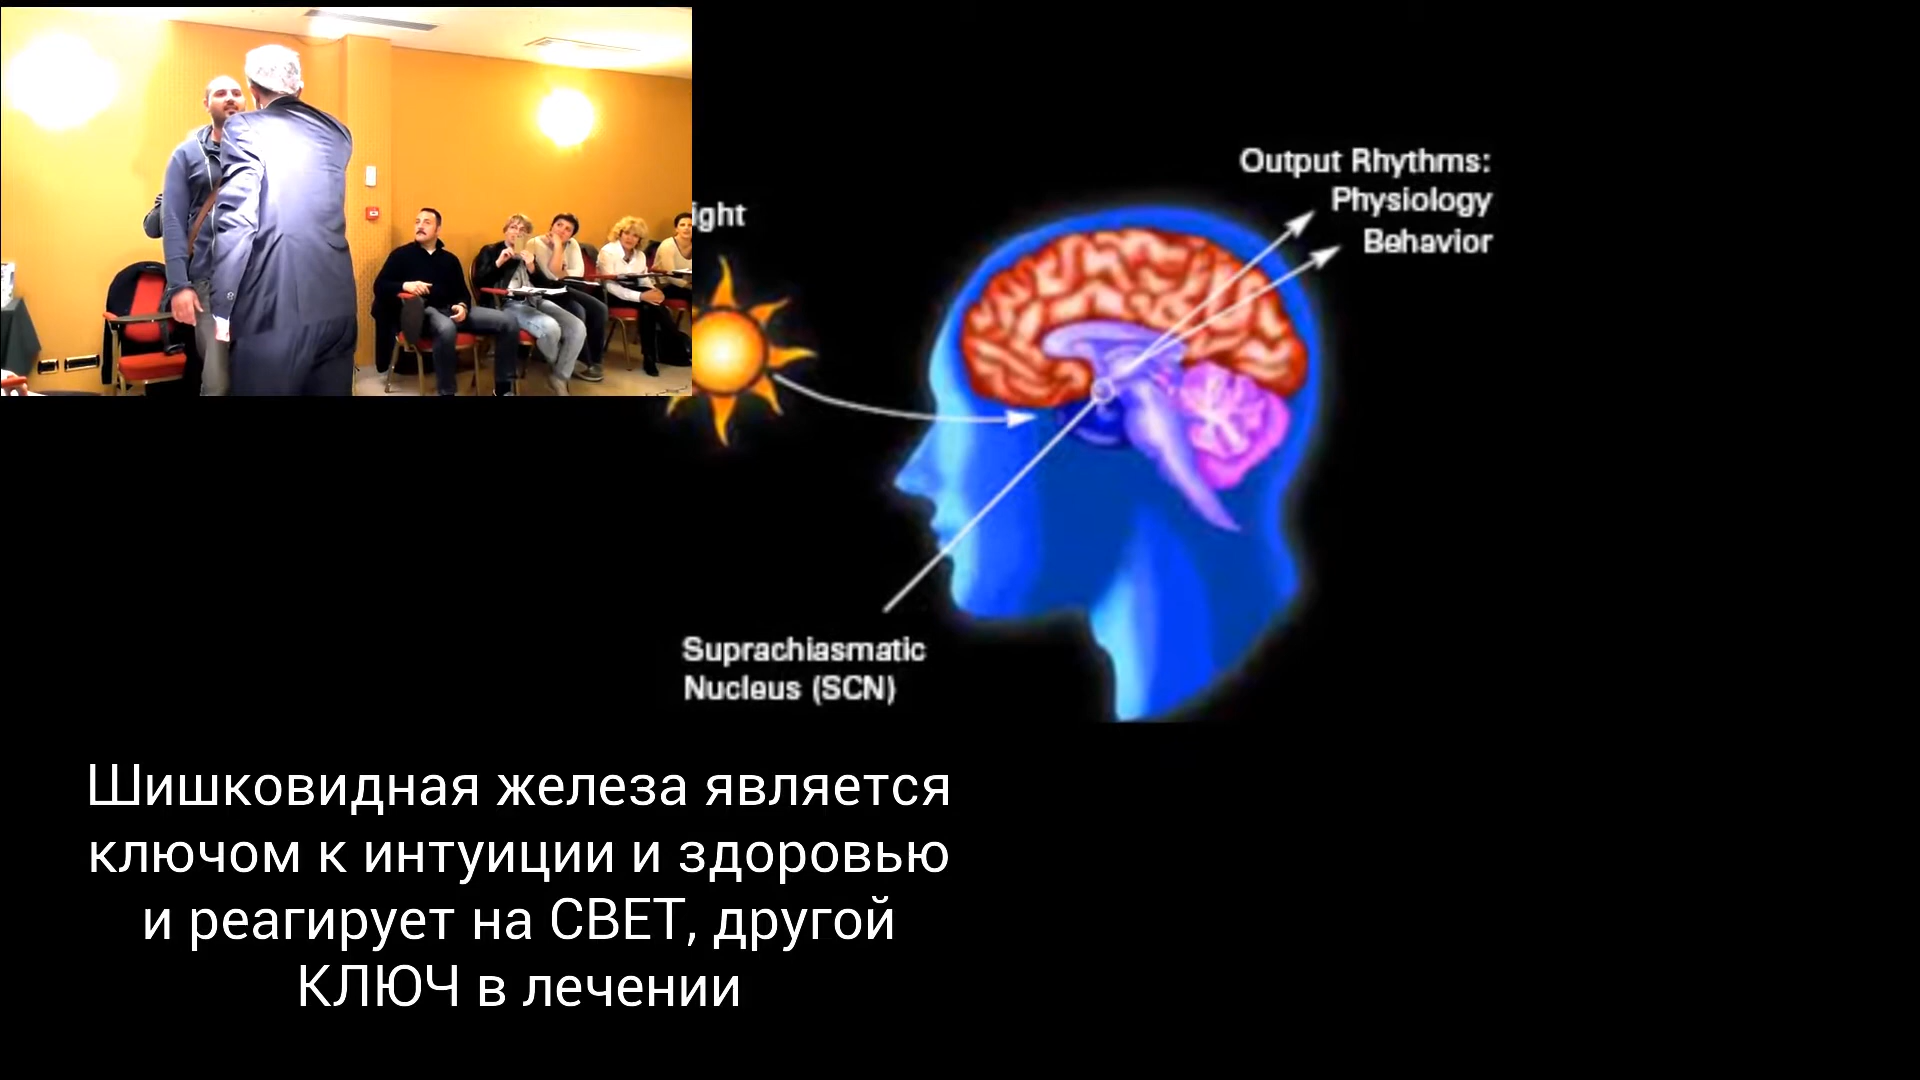 Output Rhythms:
Physiology
Behavior
Suprachiasmatic
Nucleus (SCN)
Шишковидная железа является
ключом к интуиции и здоровью
и реагирует на СВЕТ, другой
КЛЮЧ в лечении